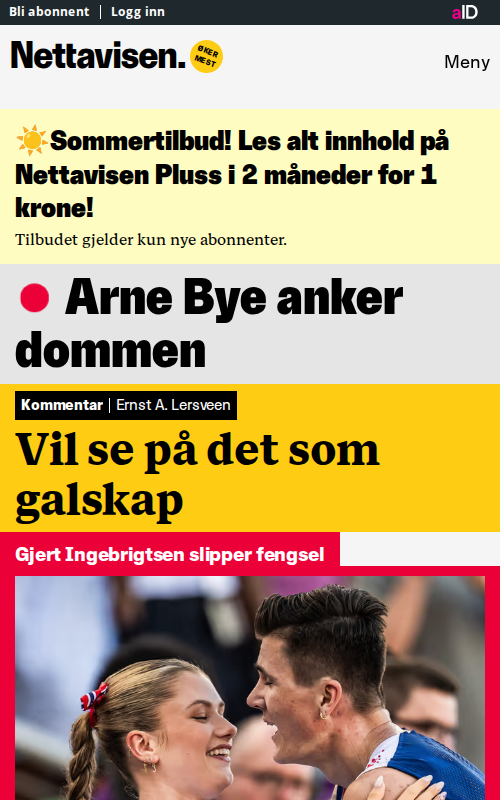 Bli abonnent | Logg inn
aID
Nettavisen.
ØKER
MEST
Meny
☀️Sommertilbud! Les alt innhold på
Nettavisen Pluss i 2 måneder for 1
krone!
Tilbudet gjelder kun nye abonnenter.
Arne Bye anker
dommen
Kommentar | Ernst A. Lersveen
Vil se på det som
galskap
Gjert Ingebrigtsen slipper fengsel